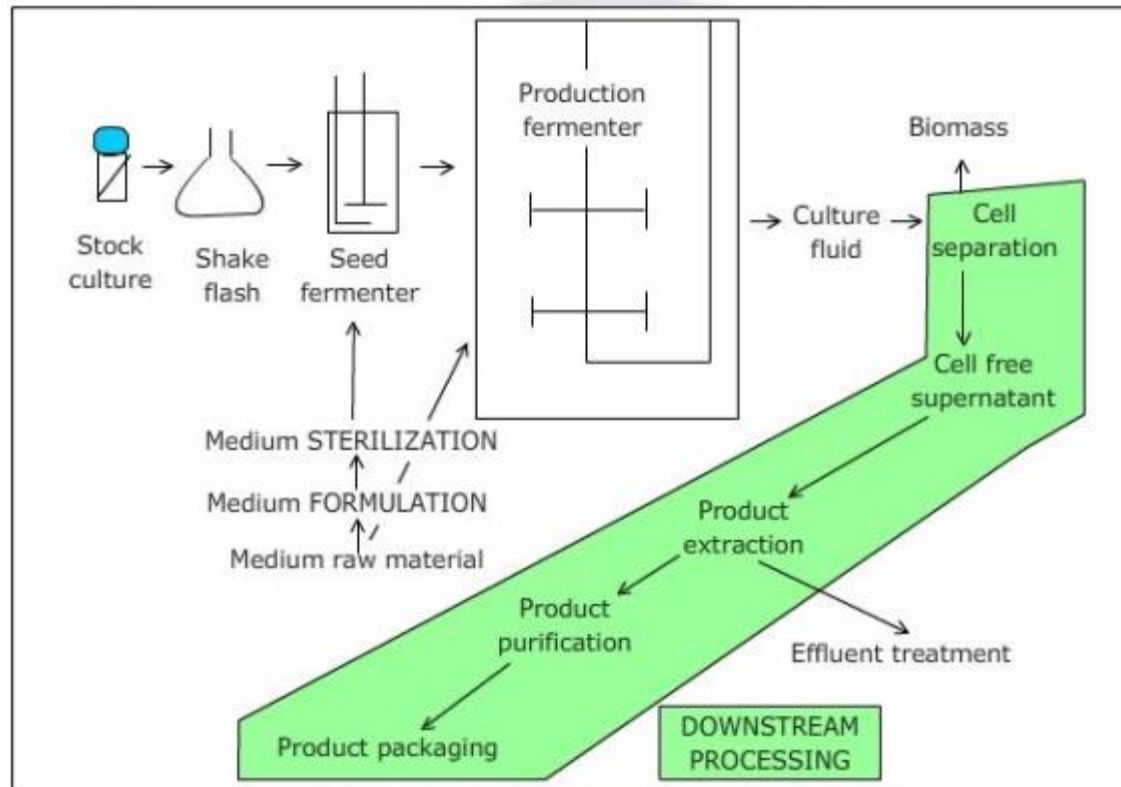 Stock
culture
Shake
flash
Seed
fermenter
Production
fermenter
Culture
fluid
Biomass
Cell
separation
Cell free
supernatant
Medium STERILIZATION
Medium FORMULATION
Medium raw material
Product
extraction
Product
purification
Effluent treatment
Product packaging
DOWNSTREAM
PROCESSING